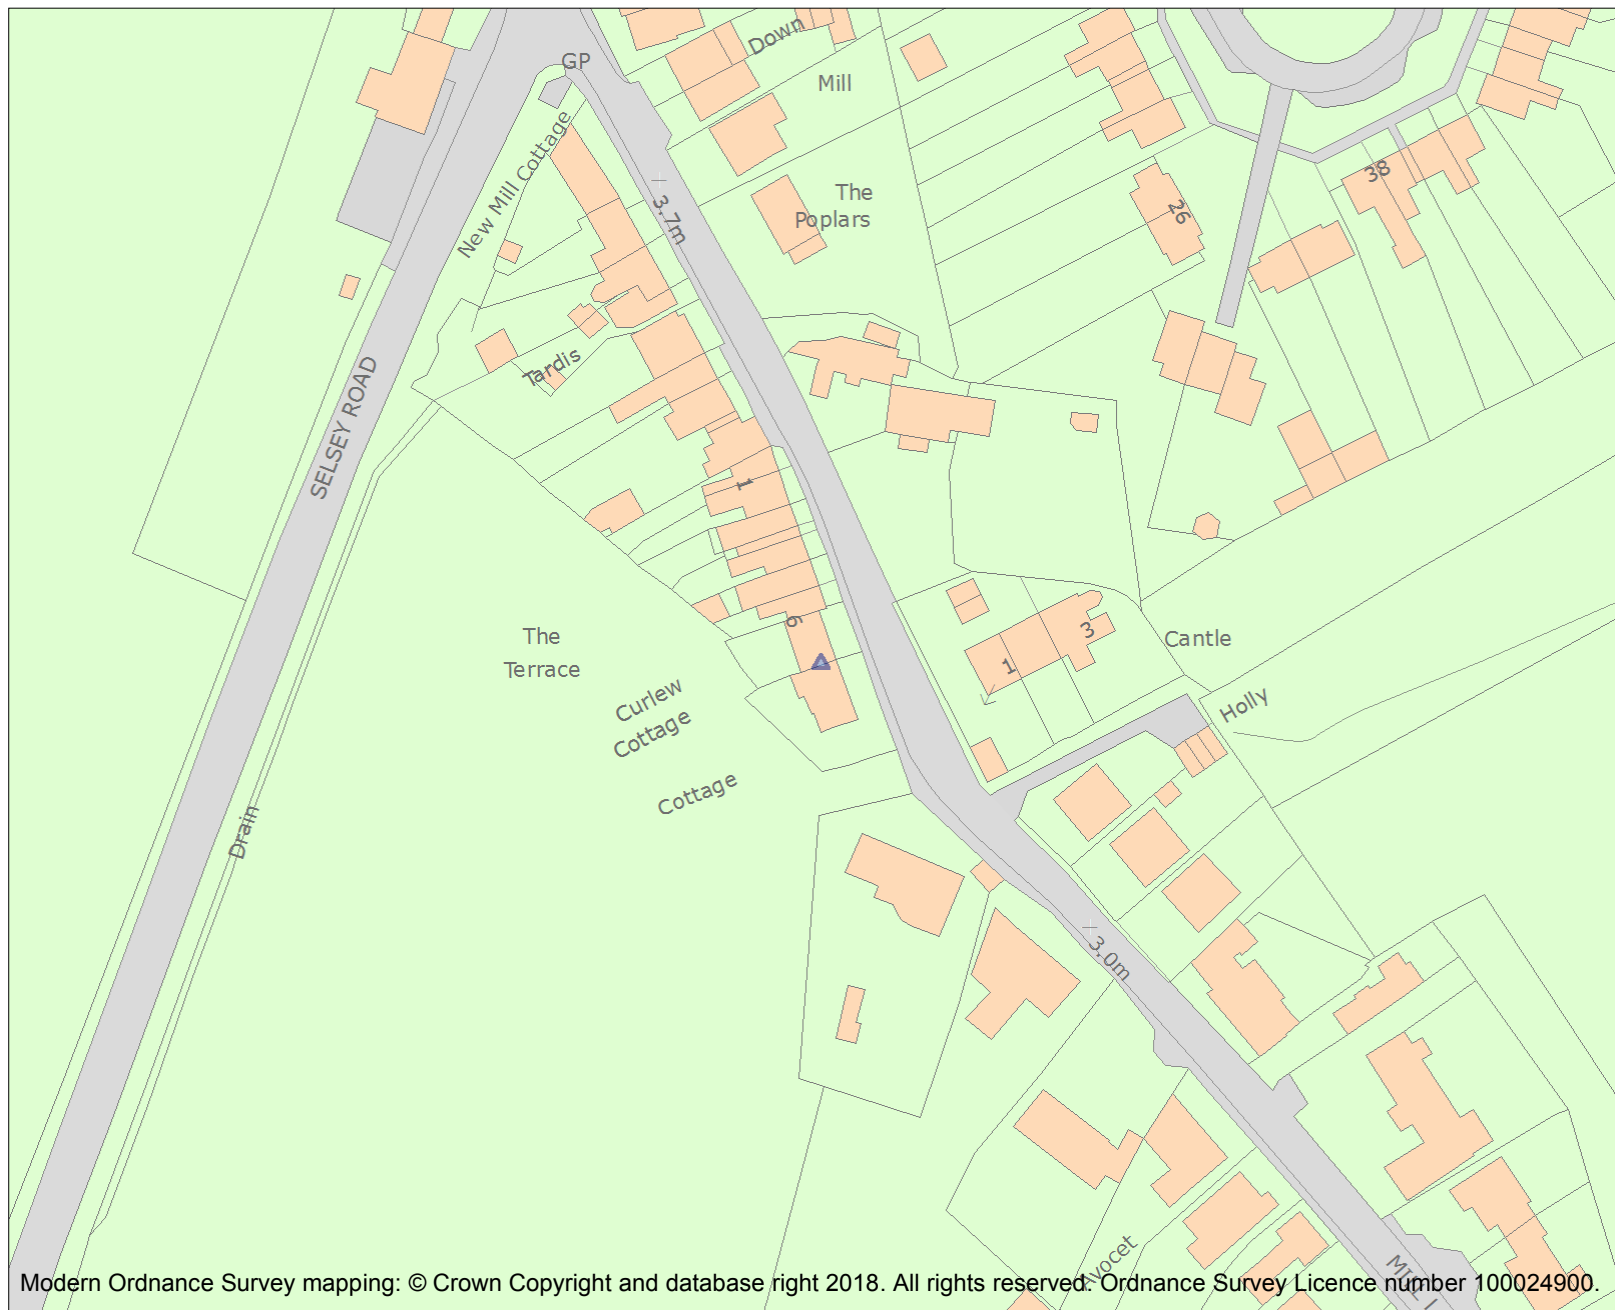 GP
Down
Mill
New Mill Cottage
3.7m
The
Poplars
26
38
Tardis
SELSEY ROAD
1
6
The
Terrace
Curlew
Cottage
Cottage
1
3
Cantle
Holly
Drain
3.0m
Avocet
Modern Ordnance Survey mapping: © Crown Copyright and database right 2018. All rights reserved. Ordnance Survey Licence number 100024900.